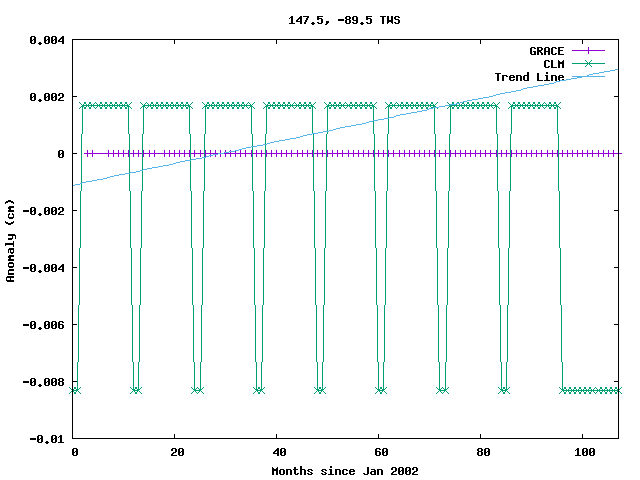 147.5, -89.5 TWS
GRACE
CLM
Trend Line
0.004
0.002
0
-0.002
-0.004
-0.006
-0.008
-0.01
Anomaly (cm)
0 20 40 60 80 100
Months since Jan 2002